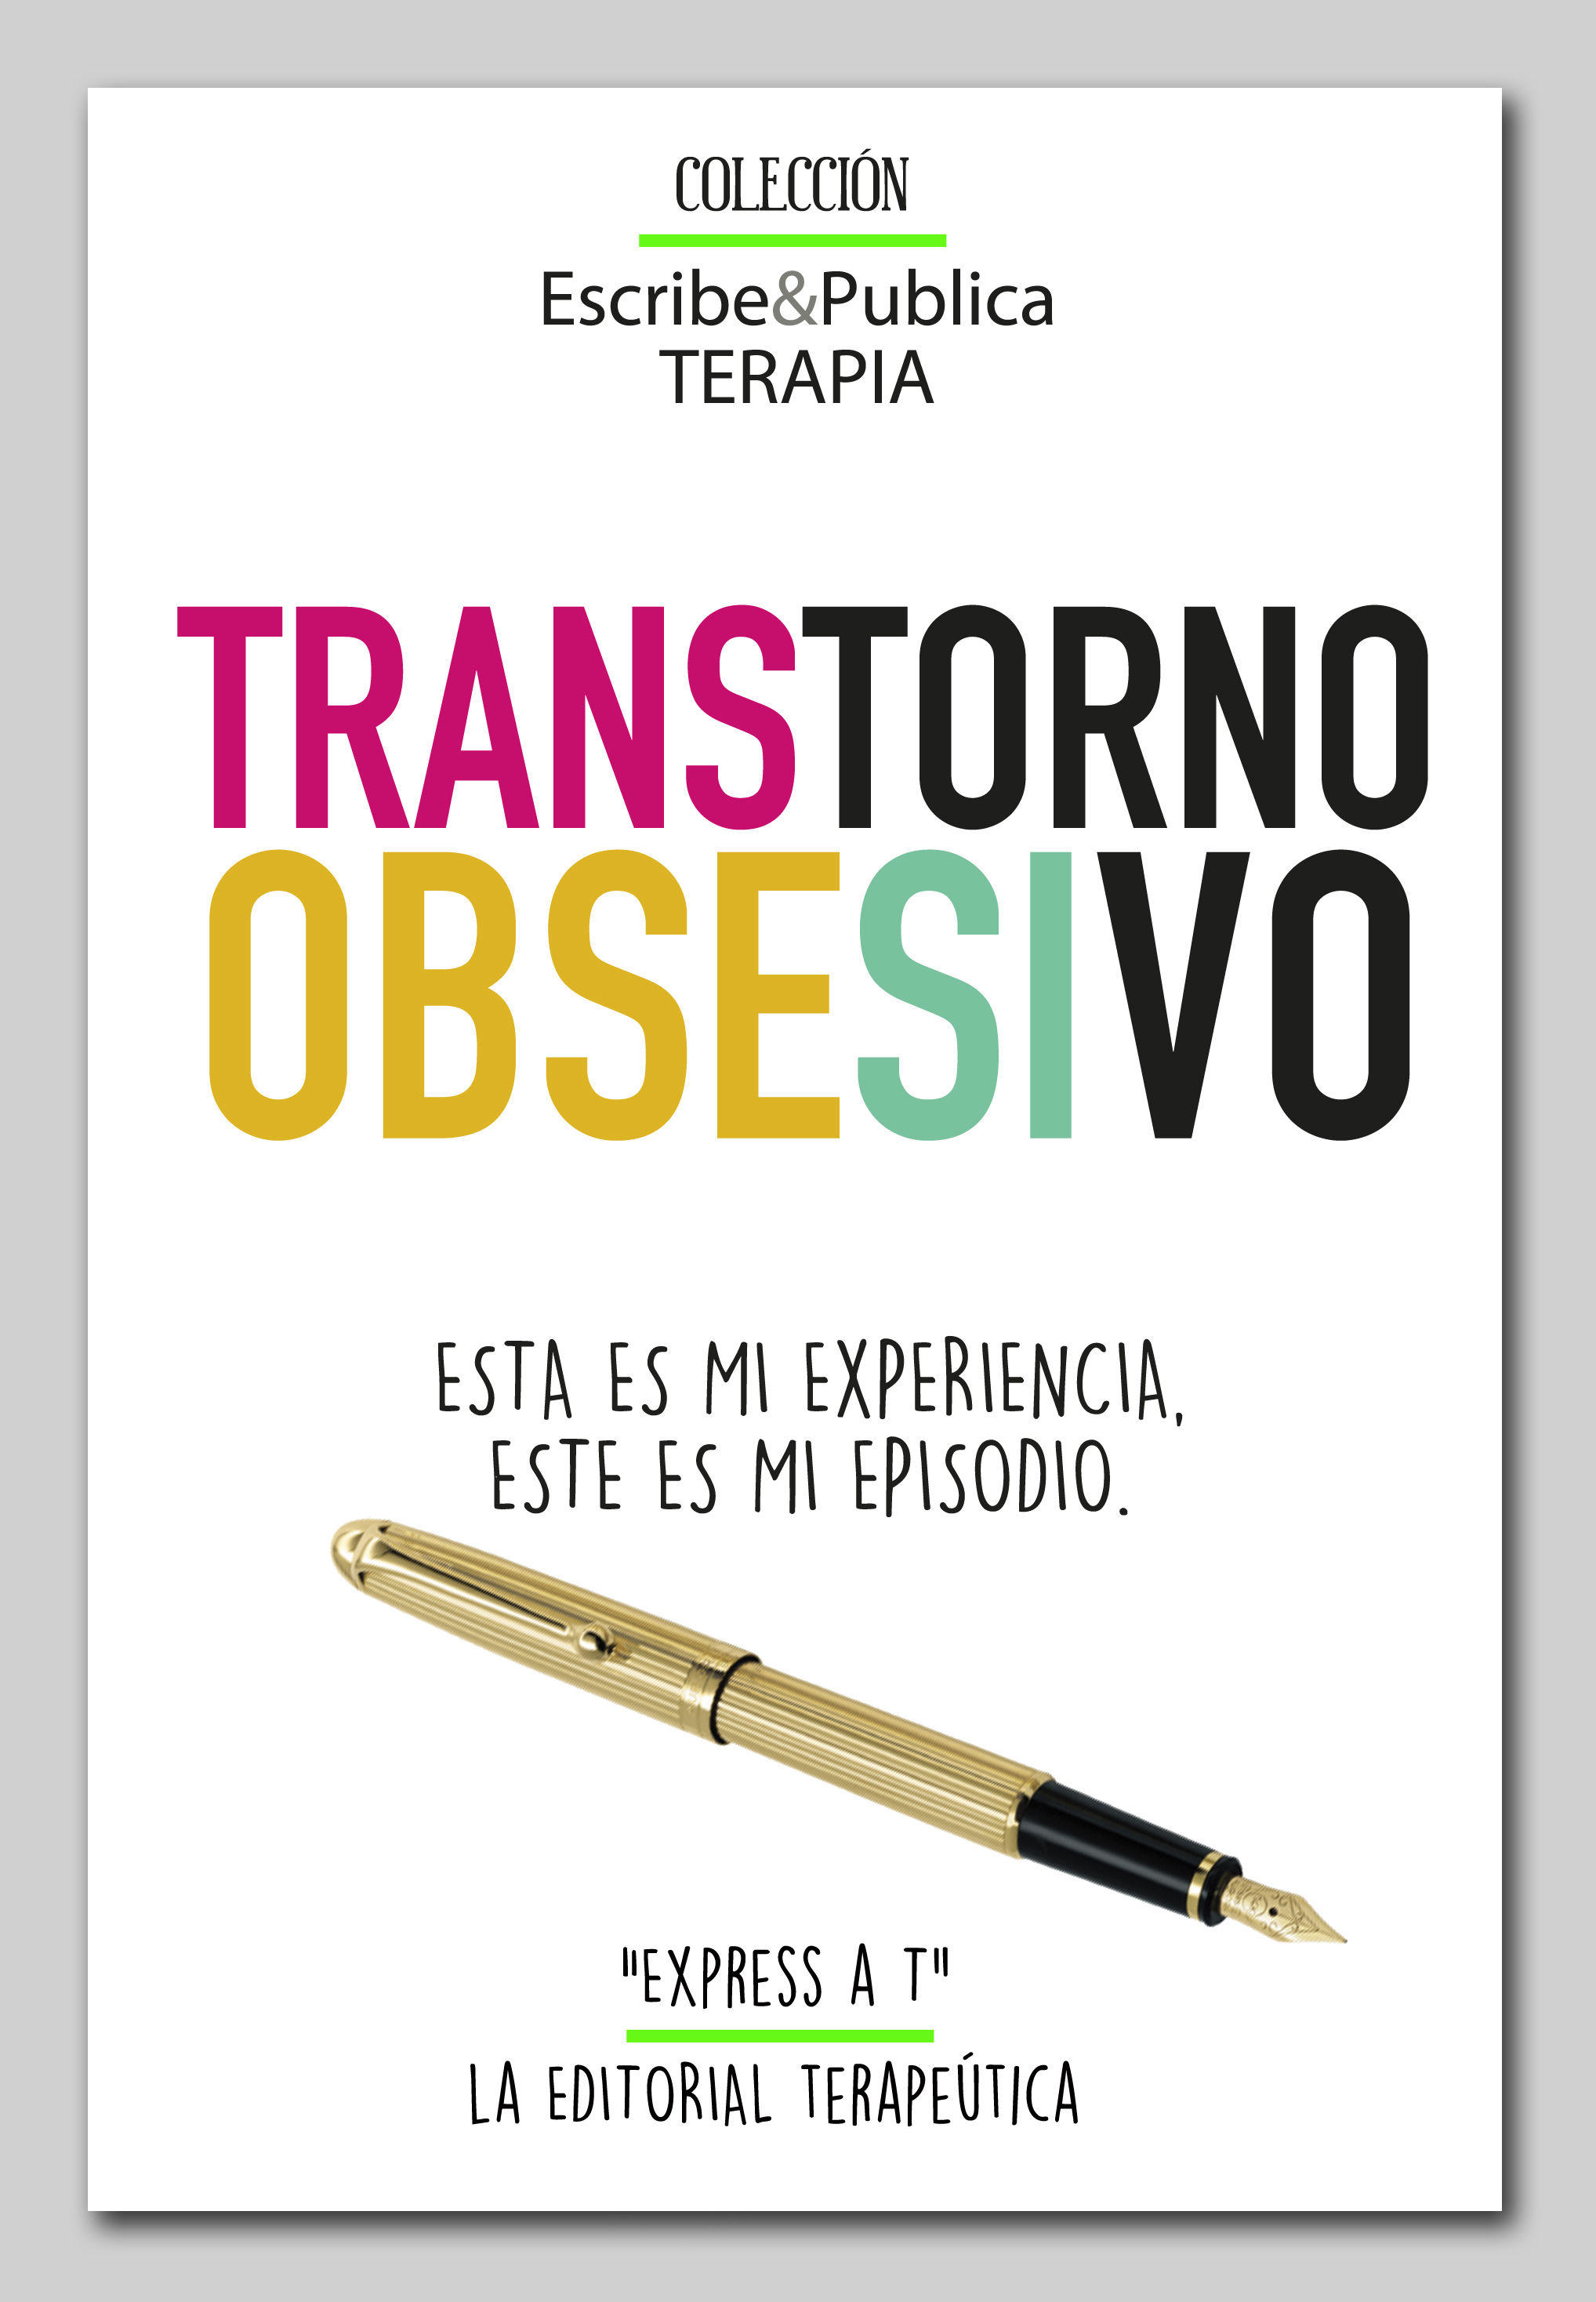 COLECCIÓN
Escribe&Publica
TERAPIA
TRANSTORNO
OBSESIVO
ESTA ES MI EXPERIENCIA,
ESTE ES MI EPISODIO.
"EXPRESS A T"
LA EDITORIAL TERAPEÚTICA